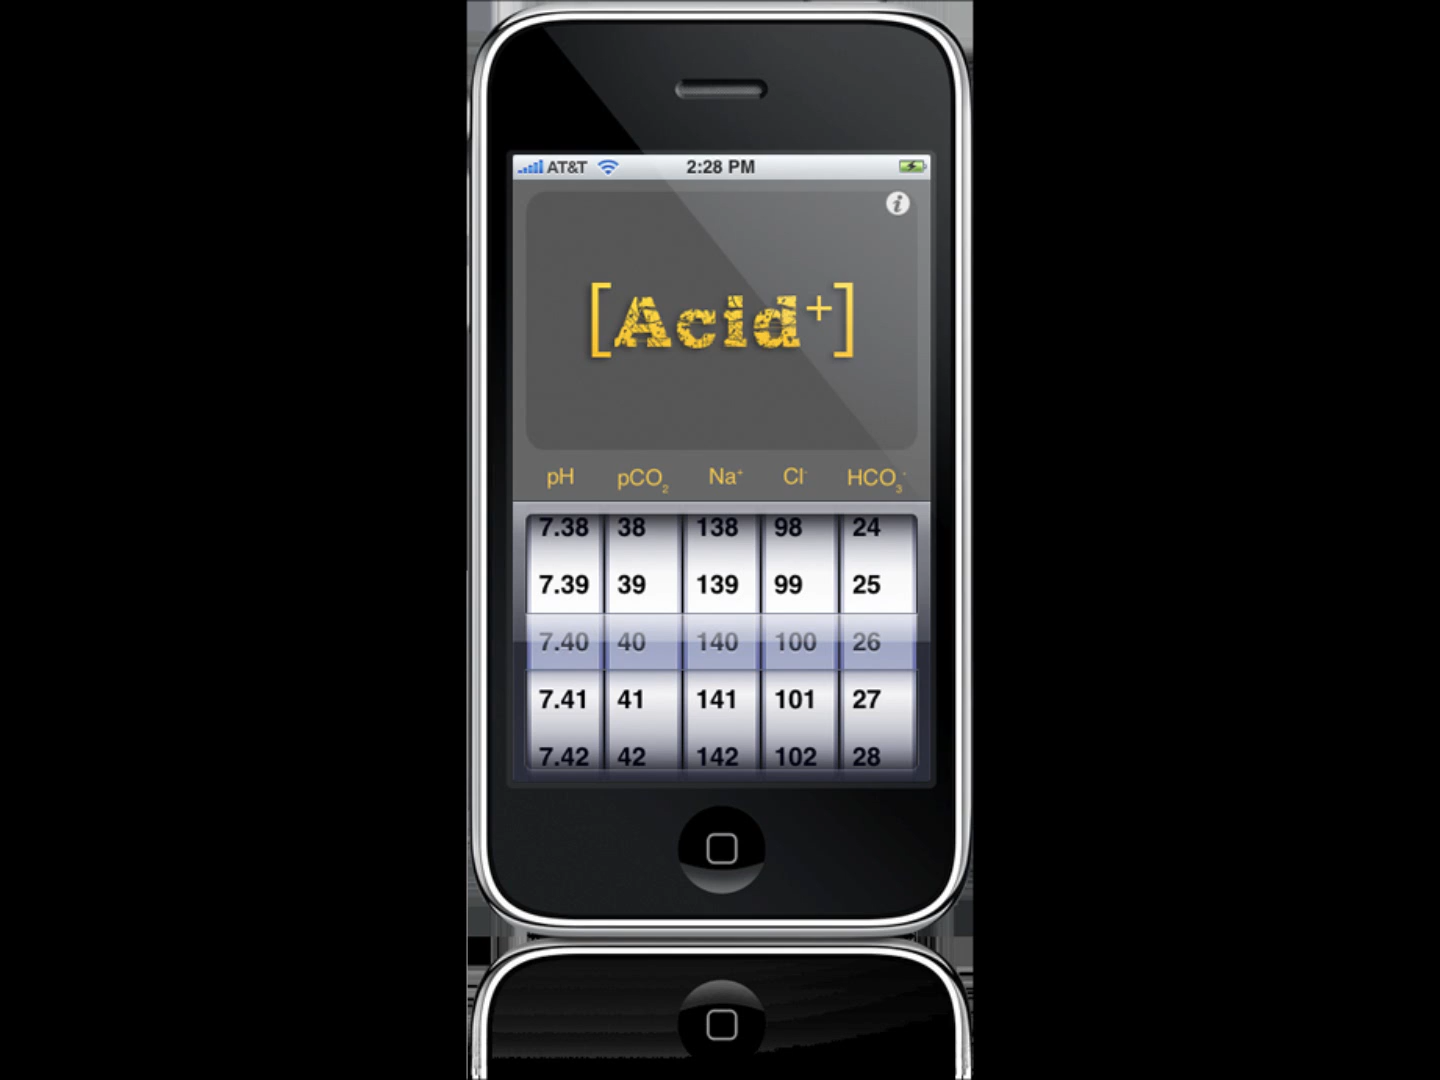 AT&T 2:28 PM
i
[Acid⁺]
pH pCO₂ Na⁺ Cl⁻ HCO₃⁻
7.38 38 138 98 24
7.39 39 139 99 25
7.40 40 140 100 26
7.41 41 141 101 27
7.42 42 142 102 28